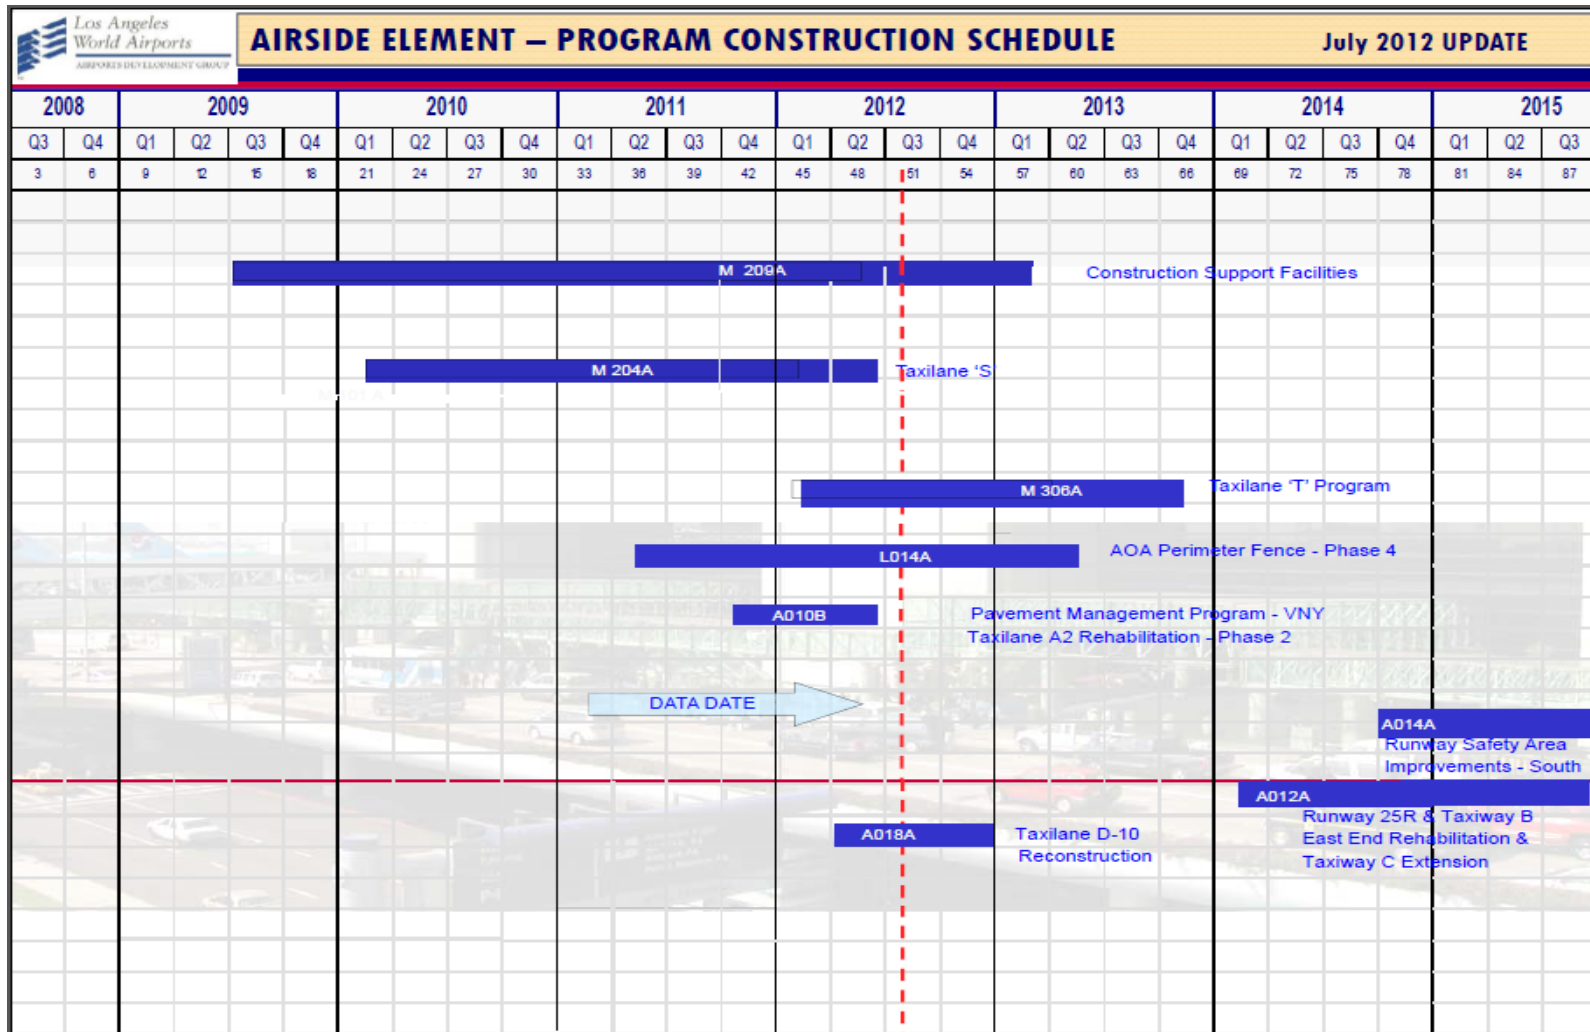 Los Angeles
World Airports
AIRPORTS DEVELOPMENT GROUP
AIRSIDE ELEMENT – PROGRAM CONSTRUCTION SCHEDULE
July 2012 UPDATE
2008 2009 2010 2011 2012 2013 2014 2015
Q3 Q4 Q1 Q2 Q3 Q4 Q1 Q2 Q3 Q4 Q1 Q2 Q3 Q4 Q1 Q2 Q3 Q4 Q1 Q2 Q3 Q4 Q1 Q2 Q3 Q4 Q1 Q2 Q3
3 6 9 12 15 18 21 24 27 30 33 36 39 42 45 48 51 54 57 60 63 66 69 72 75 78 81 84 87
M 209A
Construction Support Facilities
M 204A
Taxilane ‘S’
M 306A
Taxilane ‘T’ Program
L014A
AOA Perimeter Fence - Phase 4
A010B
Pavement Management Program - VNY
Taxilane A2 Rehabilitation - Phase 2
DATA DATE
A014A
Runway Safety Area
Improvements - South
A012A
Runway 25R & Taxiway B
East End Rehabilitation &
Taxiway C Extension
A018A
Taxilane D-10
Reconstruction